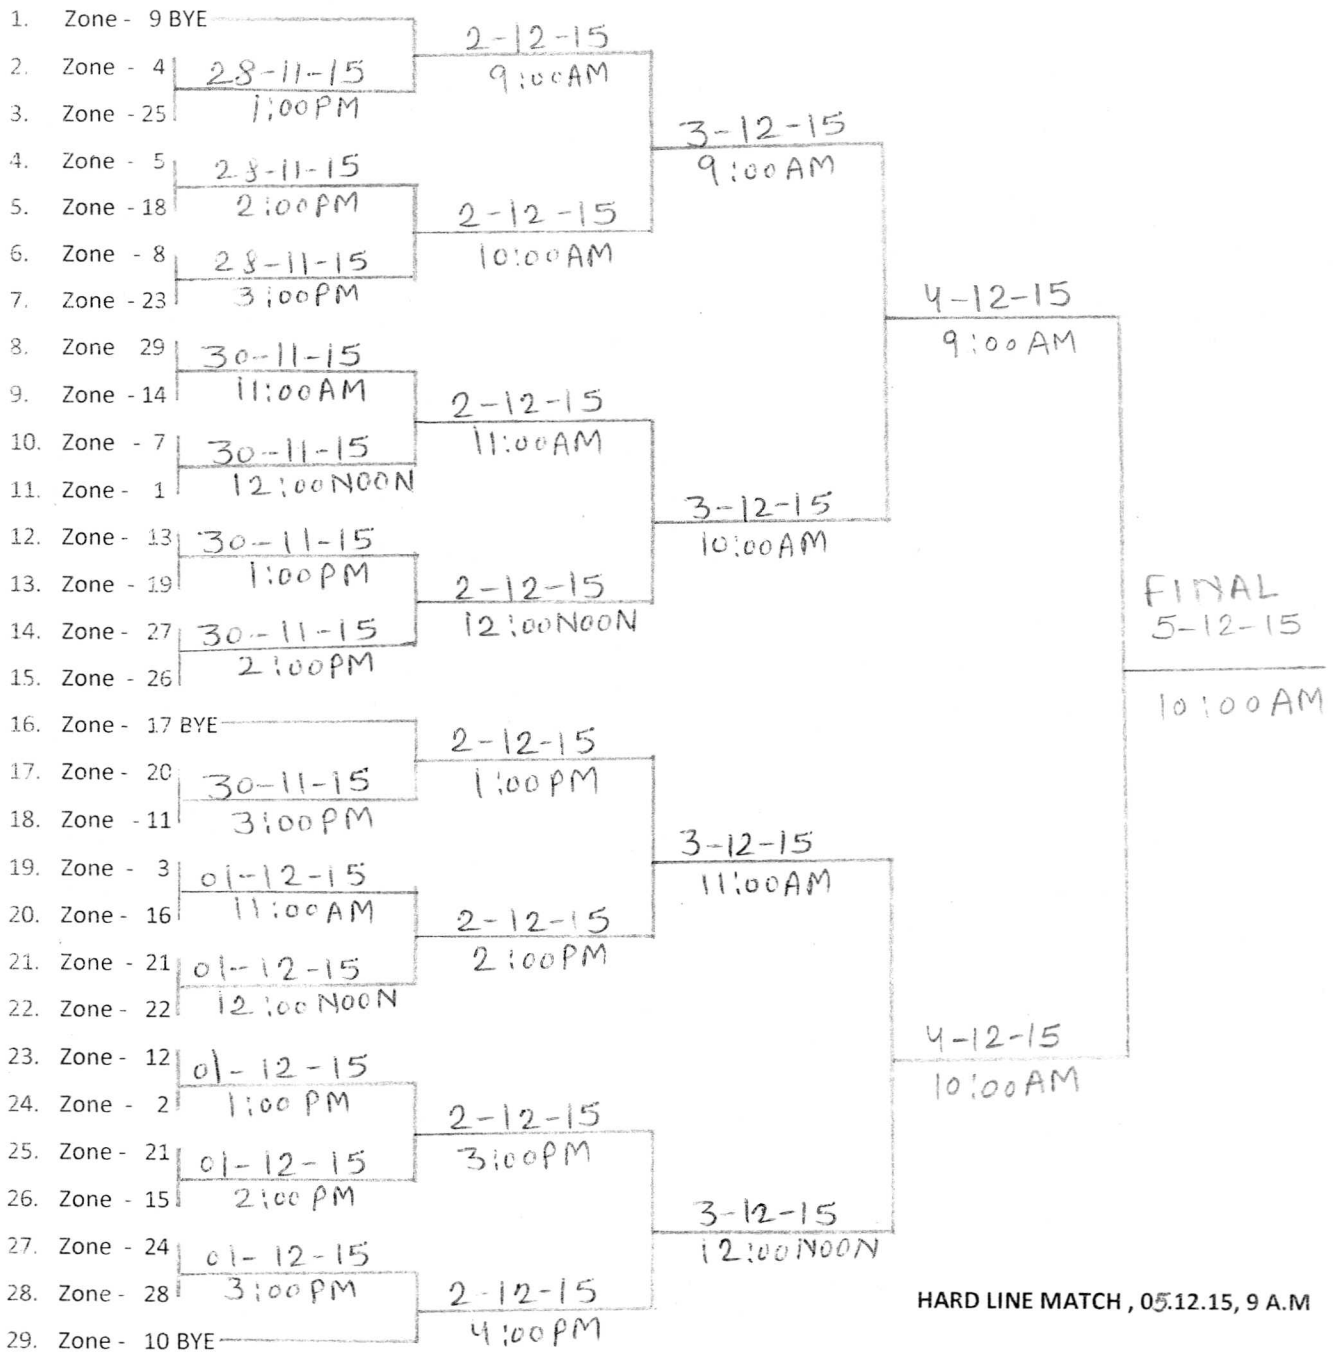 1. Zone - 9 BYE
2. Zone - 4
3. Zone - 25
28-11-15
1:00PM
4. Zone - 5
5. Zone - 18
28-11-15
2:00PM
6. Zone - 8
7. Zone - 23
28-11-15
3:00PM
8. Zone 29
9. Zone - 14
30-11-15
11:00AM
10. Zone - 7
11. Zone - 1
30-11-15
12:00NOON
12. Zone - 13
13. Zone - 19
30-11-15
1:00PM
14. Zone - 27
15. Zone - 26
30-11-15
2:00PM
16. Zone - 17 BYE
17. Zone - 20
18. Zone - 11
30-11-15
3:00PM
19. Zone - 3
20. Zone - 16
01-12-15
11:00AM
21. Zone - 21
22. Zone - 22
01-12-15
12:00NOON
23. Zone - 12
24. Zone - 2
01-12-15
1:00PM
25. Zone - 21
26. Zone - 15
01-12-15
2:00PM
27. Zone - 24
28. Zone - 28
01-12-15
3:00PM
29. Zone - 10 BYE
2-12-15
9:00AM
2-12-15
10:00AM
2-12-15
11:00AM
2-12-15
12:00NOON
2-12-15
1:00PM
2-12-15
2:00PM
2-12-15
3:00PM
2-12-15
4:00PM
3-12-15
9:00AM
3-12-15
10:00AM
3-12-15
11:00AM
3-12-15
12:00NOON
4-12-15
9:00AM
4-12-15
10:00AM
FINAL
5-12-15
10:00AM
HARD LINE MATCH , 05.12.15, 9 A.M